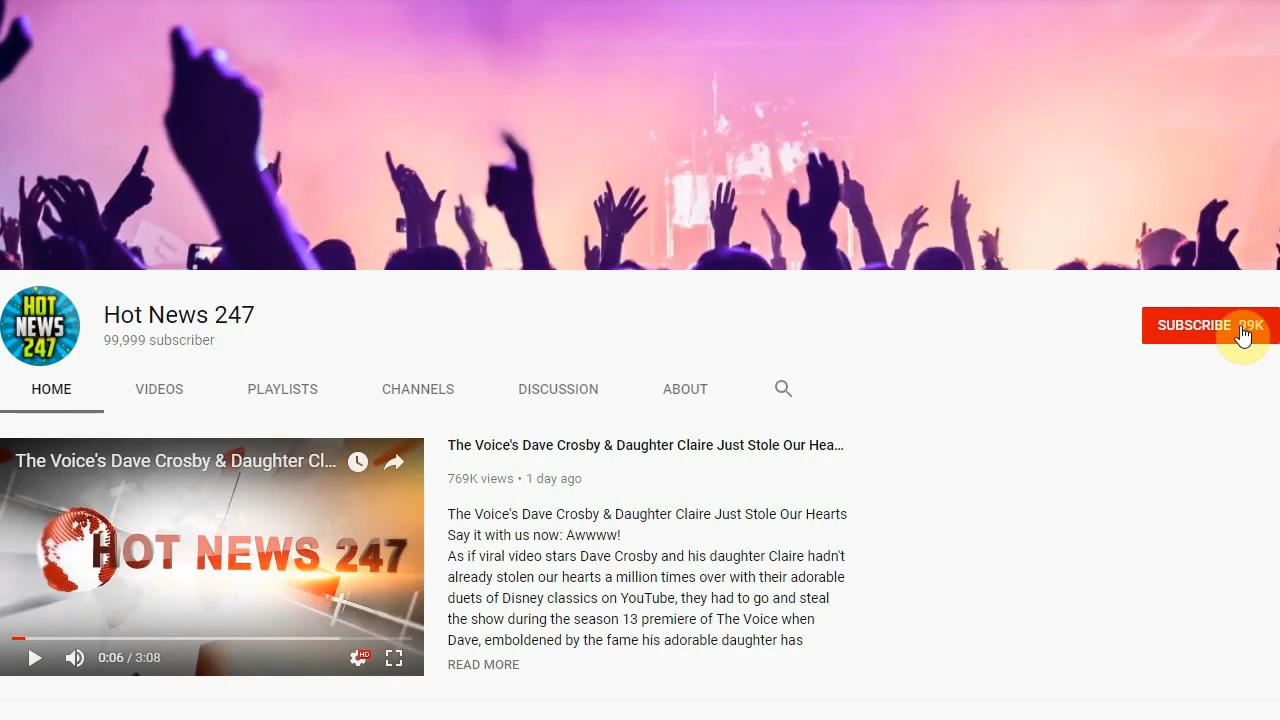 HOT
NEWS
247
Hot News 247
99,999 subscriber
SUBSCRIBE 99K
HOME VIDEOS PLAYLISTS CHANNELS DISCUSSION ABOUT
The Voice's Dave Crosby & Daughter Cl...
HOT NEWS 247
0:06 / 3:08
HD
The Voice's Dave Crosby & Daughter Claire Just Stole Our Hea...
769K views • 1 day ago
The Voice's Dave Crosby & Daughter Claire Just Stole Our Hearts
Say it with us now: Awwww!
As if viral video stars Dave Crosby and his daughter Claire hadn't
already stolen our hearts a million times over with their adorable
duets of Disney classics on YouTube, they had to go and steal
the show during the season 13 premiere of The Voice when
Dave, emboldened by the fame his adorable daughter has
READ MORE